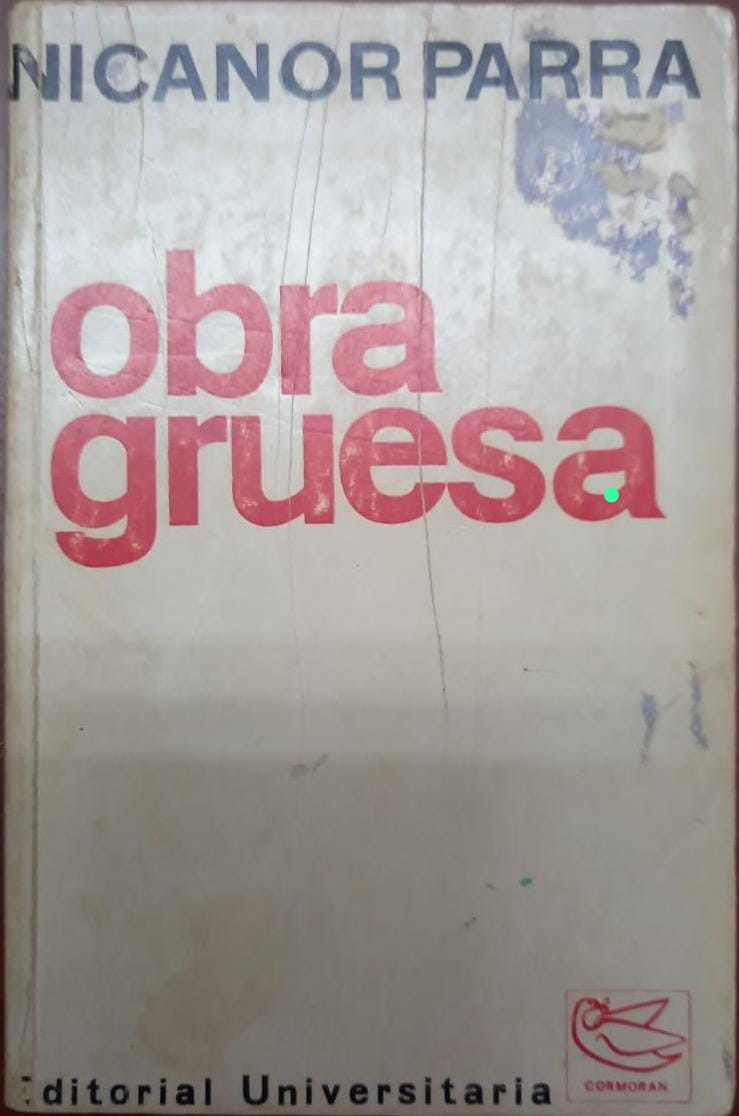 NICANOR PARRA
obra
gruesa
ditorial Universitaria
CORMORAN